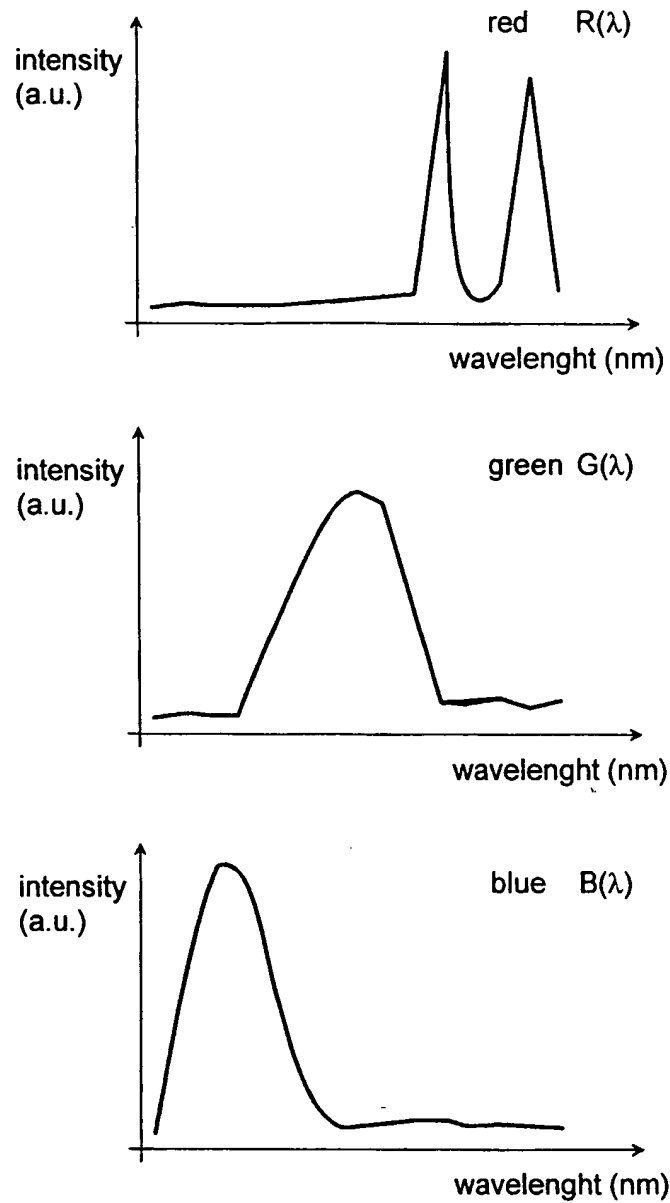 red R(λ)
intensity
(a.u.)
wavelenght (nm)
green G(λ)
intensity
(a.u.)
wavelenght (nm)
blue B(λ)
intensity
(a.u.)
wavelenght (nm)